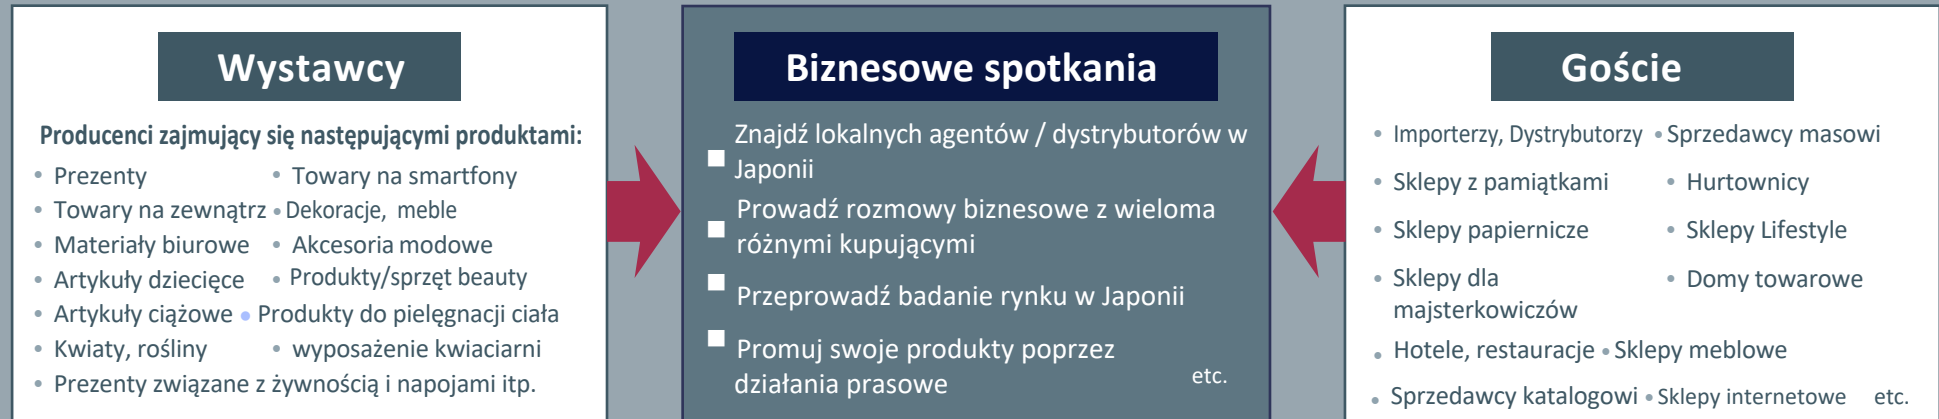 Wystawcy
Producenci zajmujący się następującymi produktami:
• Prezenty • Towary na smartfony
• Towary na zewnątrz • Dekoracje, meble
• Materiały biurowe • Akcesoria modowe
• Artykuły dziecięce • Produkty/sprzęt beauty
• Artykuły ciążowe • Produkty do pielęgnacji ciała
• Kwiaty, rośliny • wyposażenie kwiaciarni
• Prezenty związane z żywnością i napojami itp.
Biznesowe spotkania
■ Znajdź lokalnych agentów / dystrybutorów w
Japonii
■ Prowadź rozmowy biznesowe z wieloma
różnymi kupującymi
■ Przeprowadź badanie rynku w Japonii
■ Promuj swoje produkty poprzez
działania prasowe etc.
Goście
• Importerzy, Dystrybutorzy • Sprzedawcy masowi
• Sklepy z pamiątkami • Hurtownicy
• Sklepy papiernicze • Sklepy Lifestyle
• Sklepy dla • Domy towarowe
majsterkowiczów
• Hotele, restauracje • Sklepy meblowe
• Sprzedawcy katalogowi • Sklepy internetowe etc.